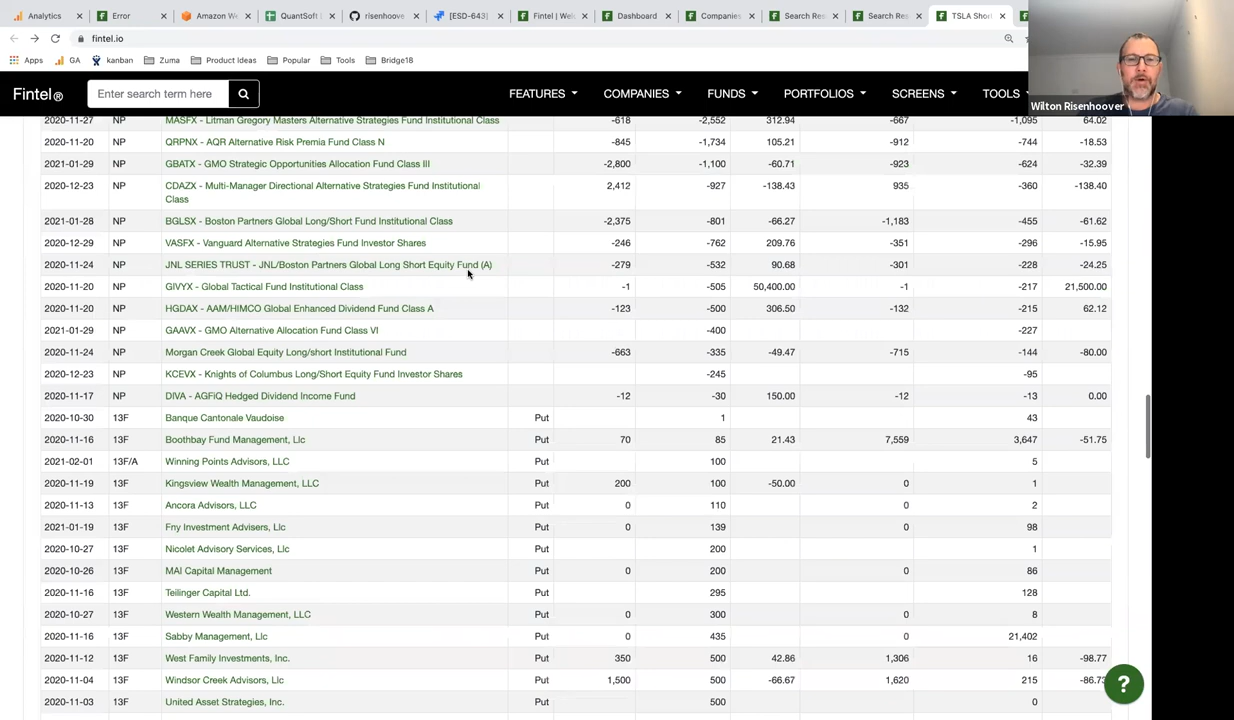 Analytics Error Amazon We QuantSoft L risenhoove [ESD-643] Fintel | Wel Dashboard Companies Search Res Search Res TSLA Short
fintel.io
Apps GA kanban Zuma Product Ideas Popular Tools Bridge18
Fintel® Enter search term here FEATURES COMPANIES FUNDS PORTFOLIOS SCREENS TOOLS
Wilton Risenhoover
2020-11-27 NP MASFX - Litman Gregory Masters Alternative Strategies Fund Institutional Class -618 -2,552 312.94 -667 -1,095 64.02
2020-11-20 NP QRPNX - AQR Alternative Risk Premia Fund Class N -845 -1,734 105.21 -912 -744 -18.53
2021-01-29 NP GBATX - GMO Strategic Opportunities Allocation Fund Class III -2,800 -1,100 -60.71 -923 -624 -32.39
2020-12-23 NP CDAZX - Multi-Manager Directional Alternative Strategies Fund Institutional 2,412 -927 -138.43 935 -360 -138.40
Class
2021-01-28 NP BGLSX - Boston Partners Global Long/Short Fund Institutional Class -2,375 -801 -66.27 -1,183 -455 -61.62
2020-12-29 NP VASFX - Vanguard Alternative Strategies Fund Investor Shares -246 -762 209.76 -351 -296 -15.95
2020-11-24 NP JNL SERIES TRUST - JNL/Boston Partners Global Long Short Equity Fund (A) -279 -532 90.68 -301 -228 -24.25
2020-11-20 NP GIVYX - Global Tactical Fund Institutional Class -1 -505 50,400.00 -1 -217 21,500.00
2020-11-20 NP HGDAX - AAM/HIMCO Global Enhanced Dividend Fund Class A -123 -500 306.50 -132 -215 62.12
2021-01-29 NP GAAVX - GMO Alternative Allocation Fund Class VI -400 -227
2020-11-24 NP Morgan Creek Global Equity Long/short Institutional Fund -663 -335 -49.47 -715 -144 -80.00
2020-12-23 NP KCEVX - Knights of Columbus Long/Short Equity Fund Investor Shares -245 -95
2020-11-17 NP DIVA - AGFiQ Hedged Dividend Income Fund -12 -30 150.00 -12 -13 0.00
2020-10-30 13F Banque Cantonale Vaudoise Put 1 43
2020-11-16 13F Boothbay Fund Management, Llc Put 70 85 21.43 7,559 3,647 -51.75
2021-02-01 13F/A Winning Points Advisors, LLC Put 100 5
2020-11-19 13F Kingsview Wealth Management, LLC Put 200 100 -50.00 0 1
2020-11-13 13F Ancora Advisors, LLC Put 0 110 0 2
2021-01-19 13F Fny Investment Advisers, Llc Put 0 139 0 98
2020-10-27 13F Nicolet Advisory Services, Llc Put 200 1
2020-10-26 13F MAI Capital Management Put 0 200 0 86
2020-11-16 13F Teilinger Capital Ltd. Put 295 128
2020-10-27 13F Western Wealth Management, LLC Put 0 300 0 8
2020-11-16 13F Sabby Management, Llc Put 0 435 0 21,402
2020-11-12 13F West Family Investments, Inc. Put 350 500 42.86 1,306 16 -98.77
2020-11-04 13F Windsor Creek Advisors, Llc Put 1,500 500 -66.67 1,620 215 -86.73
2020-11-03 13F United Asset Strategies, Inc. Put 500 0
?